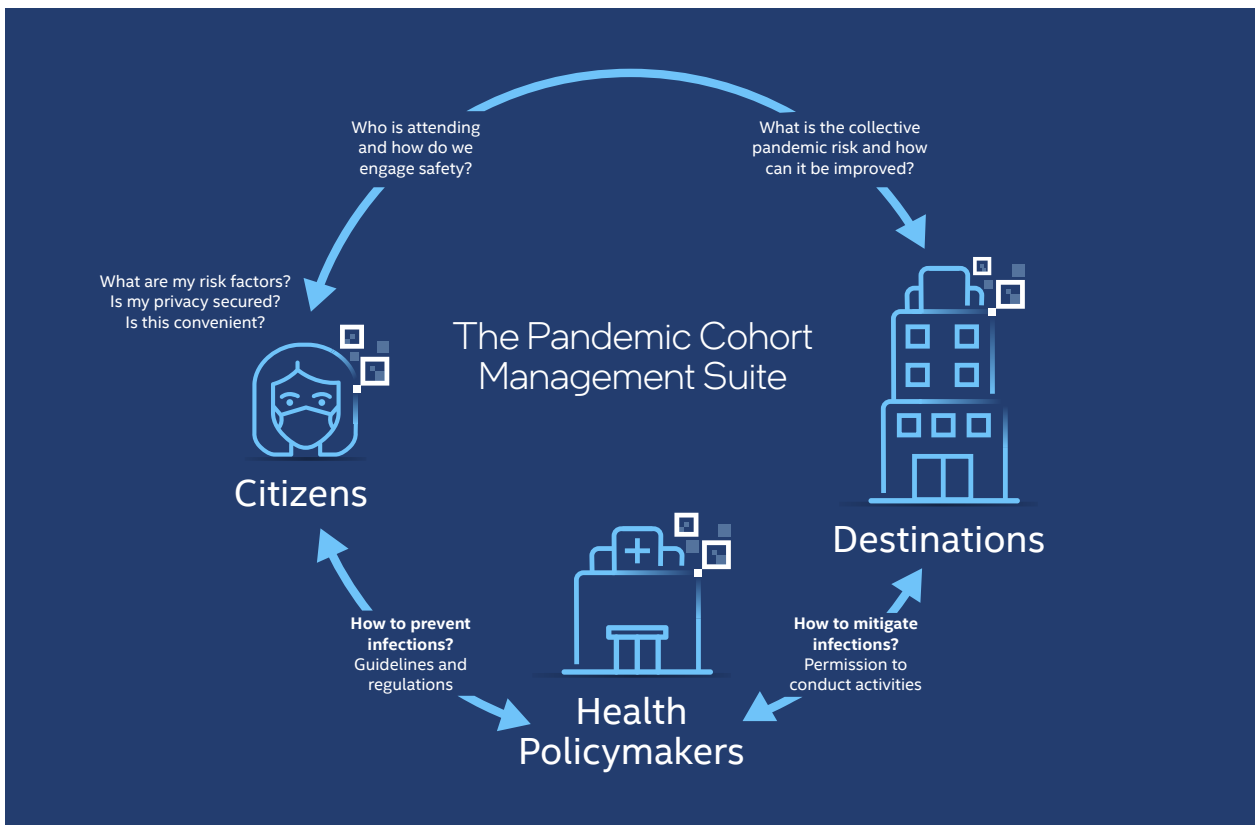 Who is attending
and how do we
engage safety?
What is the collective
pandemic risk and how
can it be improved?
What are my risk factors?
Is my privacy secured?
Is this convenient?
The Pandemic Cohort
Management Suite
Citizens
Destinations
How to prevent
infections?
Guidelines and
regulations
How to mitigate
infections?
Permission to
conduct activities
Health
Policymakers